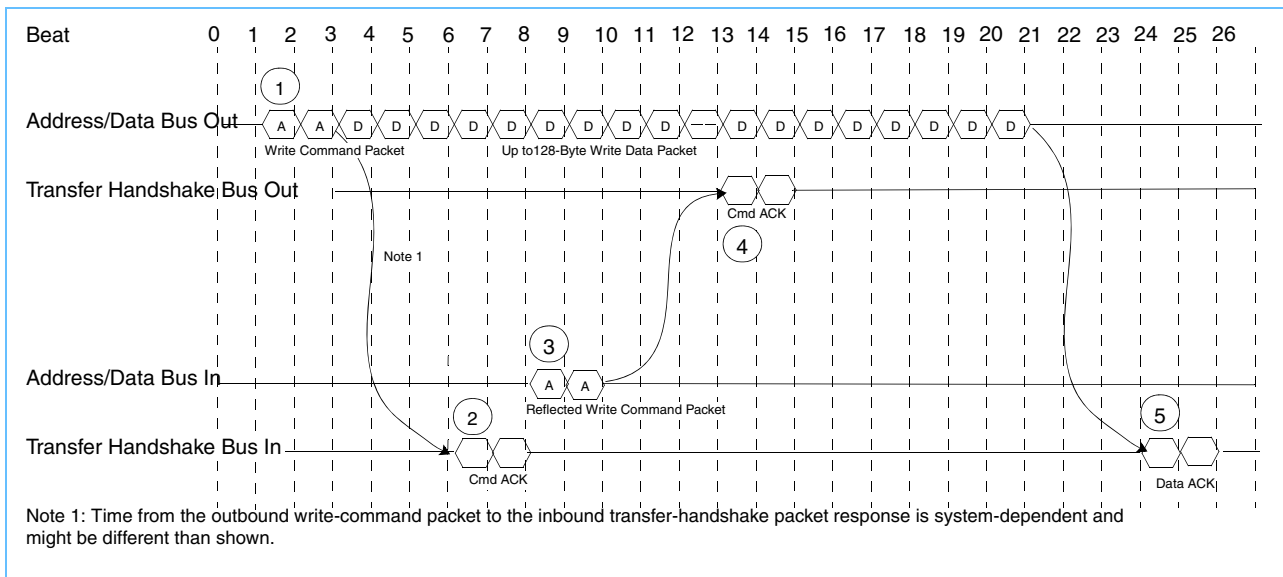 Beat 0 1 2 3 4 5 6 7 8 9 10 11 12 13 14 15 16 17 18 19 20 21 22 23 24 25 26
1
Address/Data Bus Out A A D D D D D D D D D D D D D D D D D D
Write Command Packet Up to128-Byte Write Data Packet
Transfer Handshake Bus Out
Cmd ACK
4
Note 1
3
Address/Data Bus In A A
Reflected Write Command Packet
2 5
Transfer Handshake Bus In
Cmd ACK Data ACK
Note 1: Time from the outbound write-command packet to the inbound transfer-handshake packet response is system-dependent and
might be different than shown.